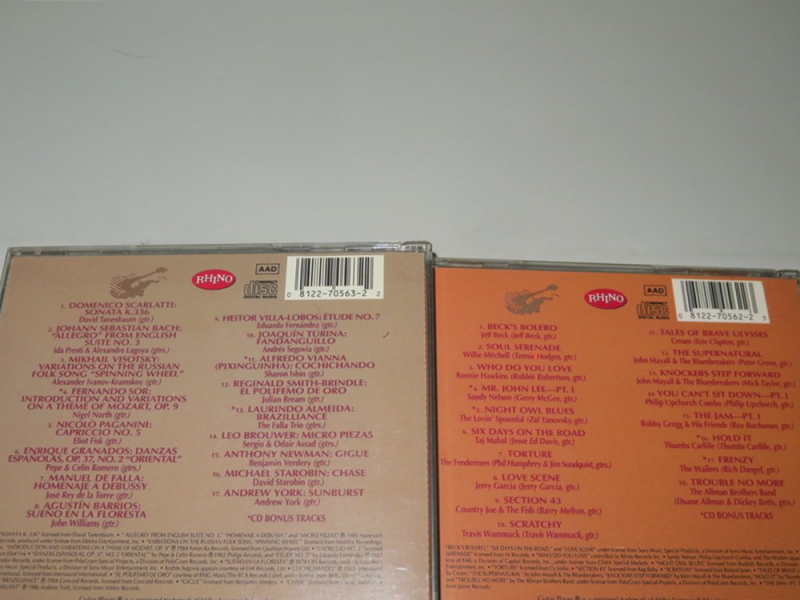 RHINO
AAD
COMPACT disc DIGITAL AUDIO
0 8122-70563-2 2
1. DOMENICO SCARLATTI:
SONATA K.336
David Tanenbaum (gtr.)
2. JOHANN SEBASTIAN BACH:
"ALLEGRO" FROM ENGLISH
SUITE NO. 3
Ida Presti & Alexandre Lagoya (gtrs.)
3. MIKHAIL VISOTSKY:
VARIATIONS ON THE RUSSIAN
FOLK SONG "SPINNING WHEEL"
Alexander Ivanov-Kramskoy (gtr.)
*4. FERNANDO SOR:
INTRODUCTION AND VARIATIONS
ON A THEME OF MOZART, OP. 9
Nigel North (gtr.)
5. NICOLÒ PAGANINI:
CAPRICCIO NO. 5
Eliot Fisk (gtr.)
6. ENRIQUE GRANADOS: DANZAS
ESPAÑOLAS, OP. 37, NO. 2 "ORIENTAL"
Pepe & Celin Romero (gtrs.)
7. MANUEL DE FALLA:
HOMENAJE A DEBUSSY
José Rey de la Torre (gtr.)
8. AGUSTÍN BARRIOS:
SUEÑO EN LA FLORESTA
John Williams (gtr.)
9. HEITOR VILLA-LOBOS: ÉTUDE NO. 7
Eduardo Fernández (gtr.)
10. JOAQUÍN TURINA:
FANDANGUILLO
Andrés Segovia (gtr.)
*11. ALFREDO VIANNA
(PIXINGUINHA): COCHICHANDO
Sharon Isbin (gtr.)
12. REGINALD SMITH-BRINDLE:
EL POLIFEMO DE ORO
Julian Bream (gtr.)
*13. LAURINDO ALMEIDA:
BRAZILLIANCE
The Falla Trio (gtrs.)
14. LEO BROUWER: MICRO PIEZAS
Sergio & Odair Assad (gtrs.)
15. ANTHONY NEWMAN: GIGUE
Benjamin Verdery (gtr.)
16. MICHAEL STAROBIN: CHASE
David Starobin (gtr.)
17. ANDREW YORK: SUNBURST
Andrew York (gtr.)
*CD BONUS TRACKS
RHINO
AAD
COMPACT disc DIGITAL AUDIO
0 8122-70562-2 3
1. BECK'S BOLERO
Jeff Beck (Jeff Beck, gtr.)
2. SOUL SERENADE
Willie Mitchell (Teenie Hodges, gtr.)
3. WHO DO YOU LOVE
Ronnie Hawkins (Robbie Robertson, gtr.)
*4. MR. JOHN LEE—PT. 1
Sandy Nelson (Gerry McGee, gtr.)
*5. NIGHT OWL BLUES
The Lovin' Spoonful (Zal Yanovsky, gtr.)
6. SIX DAYS ON THE ROAD
Taj Mahal (Jesse Ed Davis, gtr.)
7. TORTURE
The Fendermen (Phil Humphrey & Jim Sundquist, gtrs.)
8. LOVE SCENE
Jerry Garcia (Jerry Garcia, gtr.)
9. SECTION 43
Country Joe & The Fish (Barry Melton, gtr.)
10. SCRATCHY
Travis Wammack (Travis Wammack, gtr.)
11. TALES OF BRAVE ULYSSES
Cream (Eric Clapton, gtr.)
12. THE SUPERNATURAL
John Mayall & The Bluesbreakers (Peter Green, gtr.)
13. KNOCKERS STEP FORWARD
John Mayall & The Bluesbreakers (Mick Taylor, gtr.)
14. YOU CAN'T SIT DOWN—PT. 1
Philip Upchurch Combo (Philip Upchurch, gtr.)
15. THE JAM—PT. 1
Bobby Gregg & His Friends (Roy Buchanan, gtr.)
*16. HOLD IT
Thumbs Carllile (Thumbs Carllile, gtr.)
*17. FRENZY
The Wailers (Rich Dangel, gtr.)
18. TROUBLE NO MORE
The Allman Brothers Band
(Duane Allman & Dickey Betts, gtrs.)
*CD BONUS TRACKS